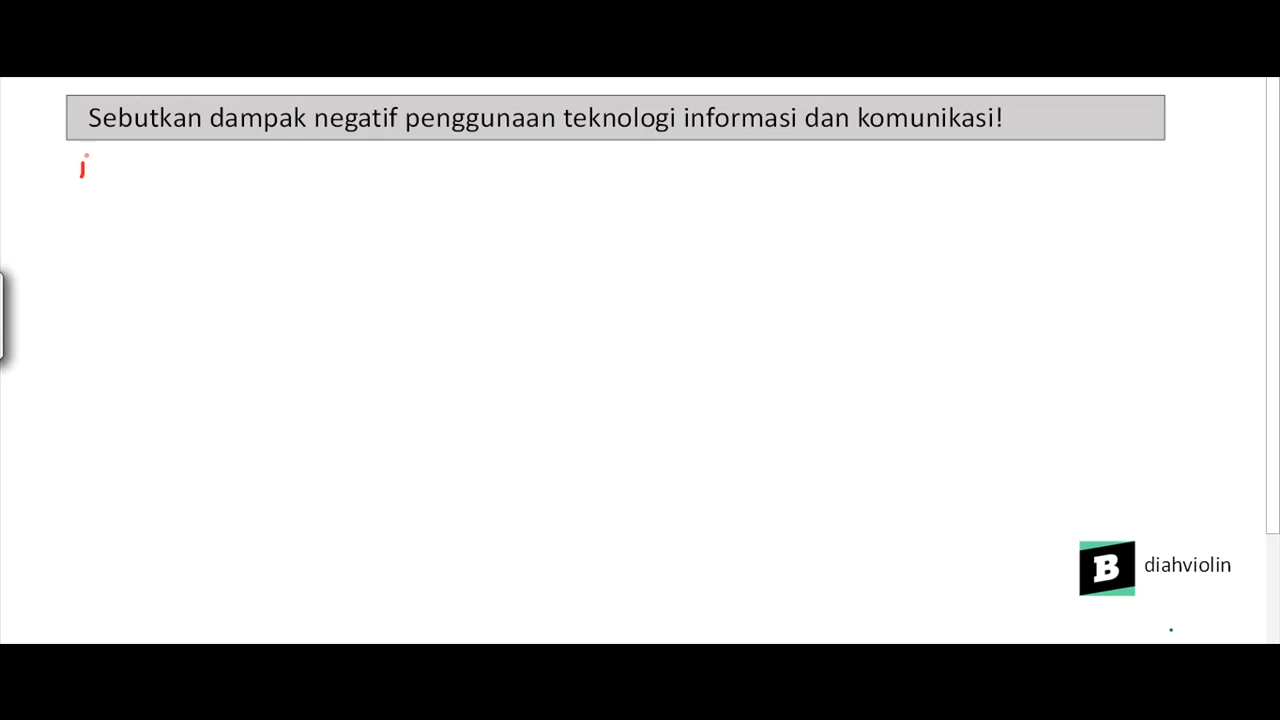 Sebutkan dampak negatif penggunaan teknologi informasi dan komunikasi!
B
diahviolin